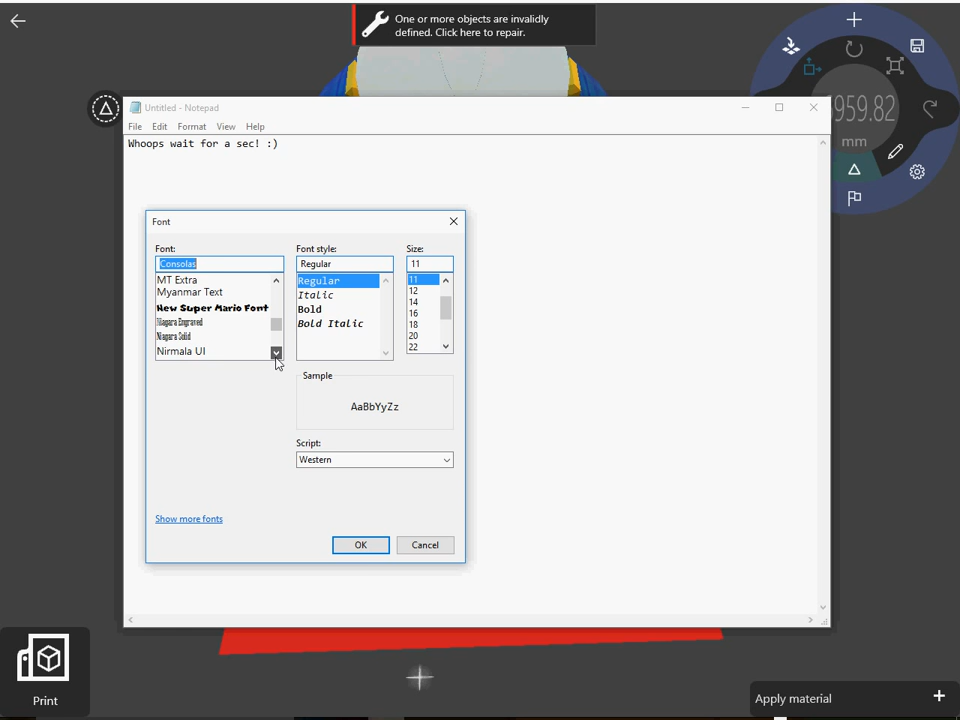 One or more objects are invalidly
defined. Click here to repair.
Untitled - Notepad
File Edit Format View Help
Whoops wait for a sec! :)
959.82
mm
Font
Font: Font style: Size:
Consolas Regular 11
MT Extra
Myanmar Text
New Super Mario Font
Niagara Engraved
Niagara Solid
Nirmala UI
Regular
Italic
Bold
Bold Italic
11
12
14
16
18
20
22
Sample
AaBbYyZz
Script:
Western
Show more fonts
OK Cancel
Print
Apply material